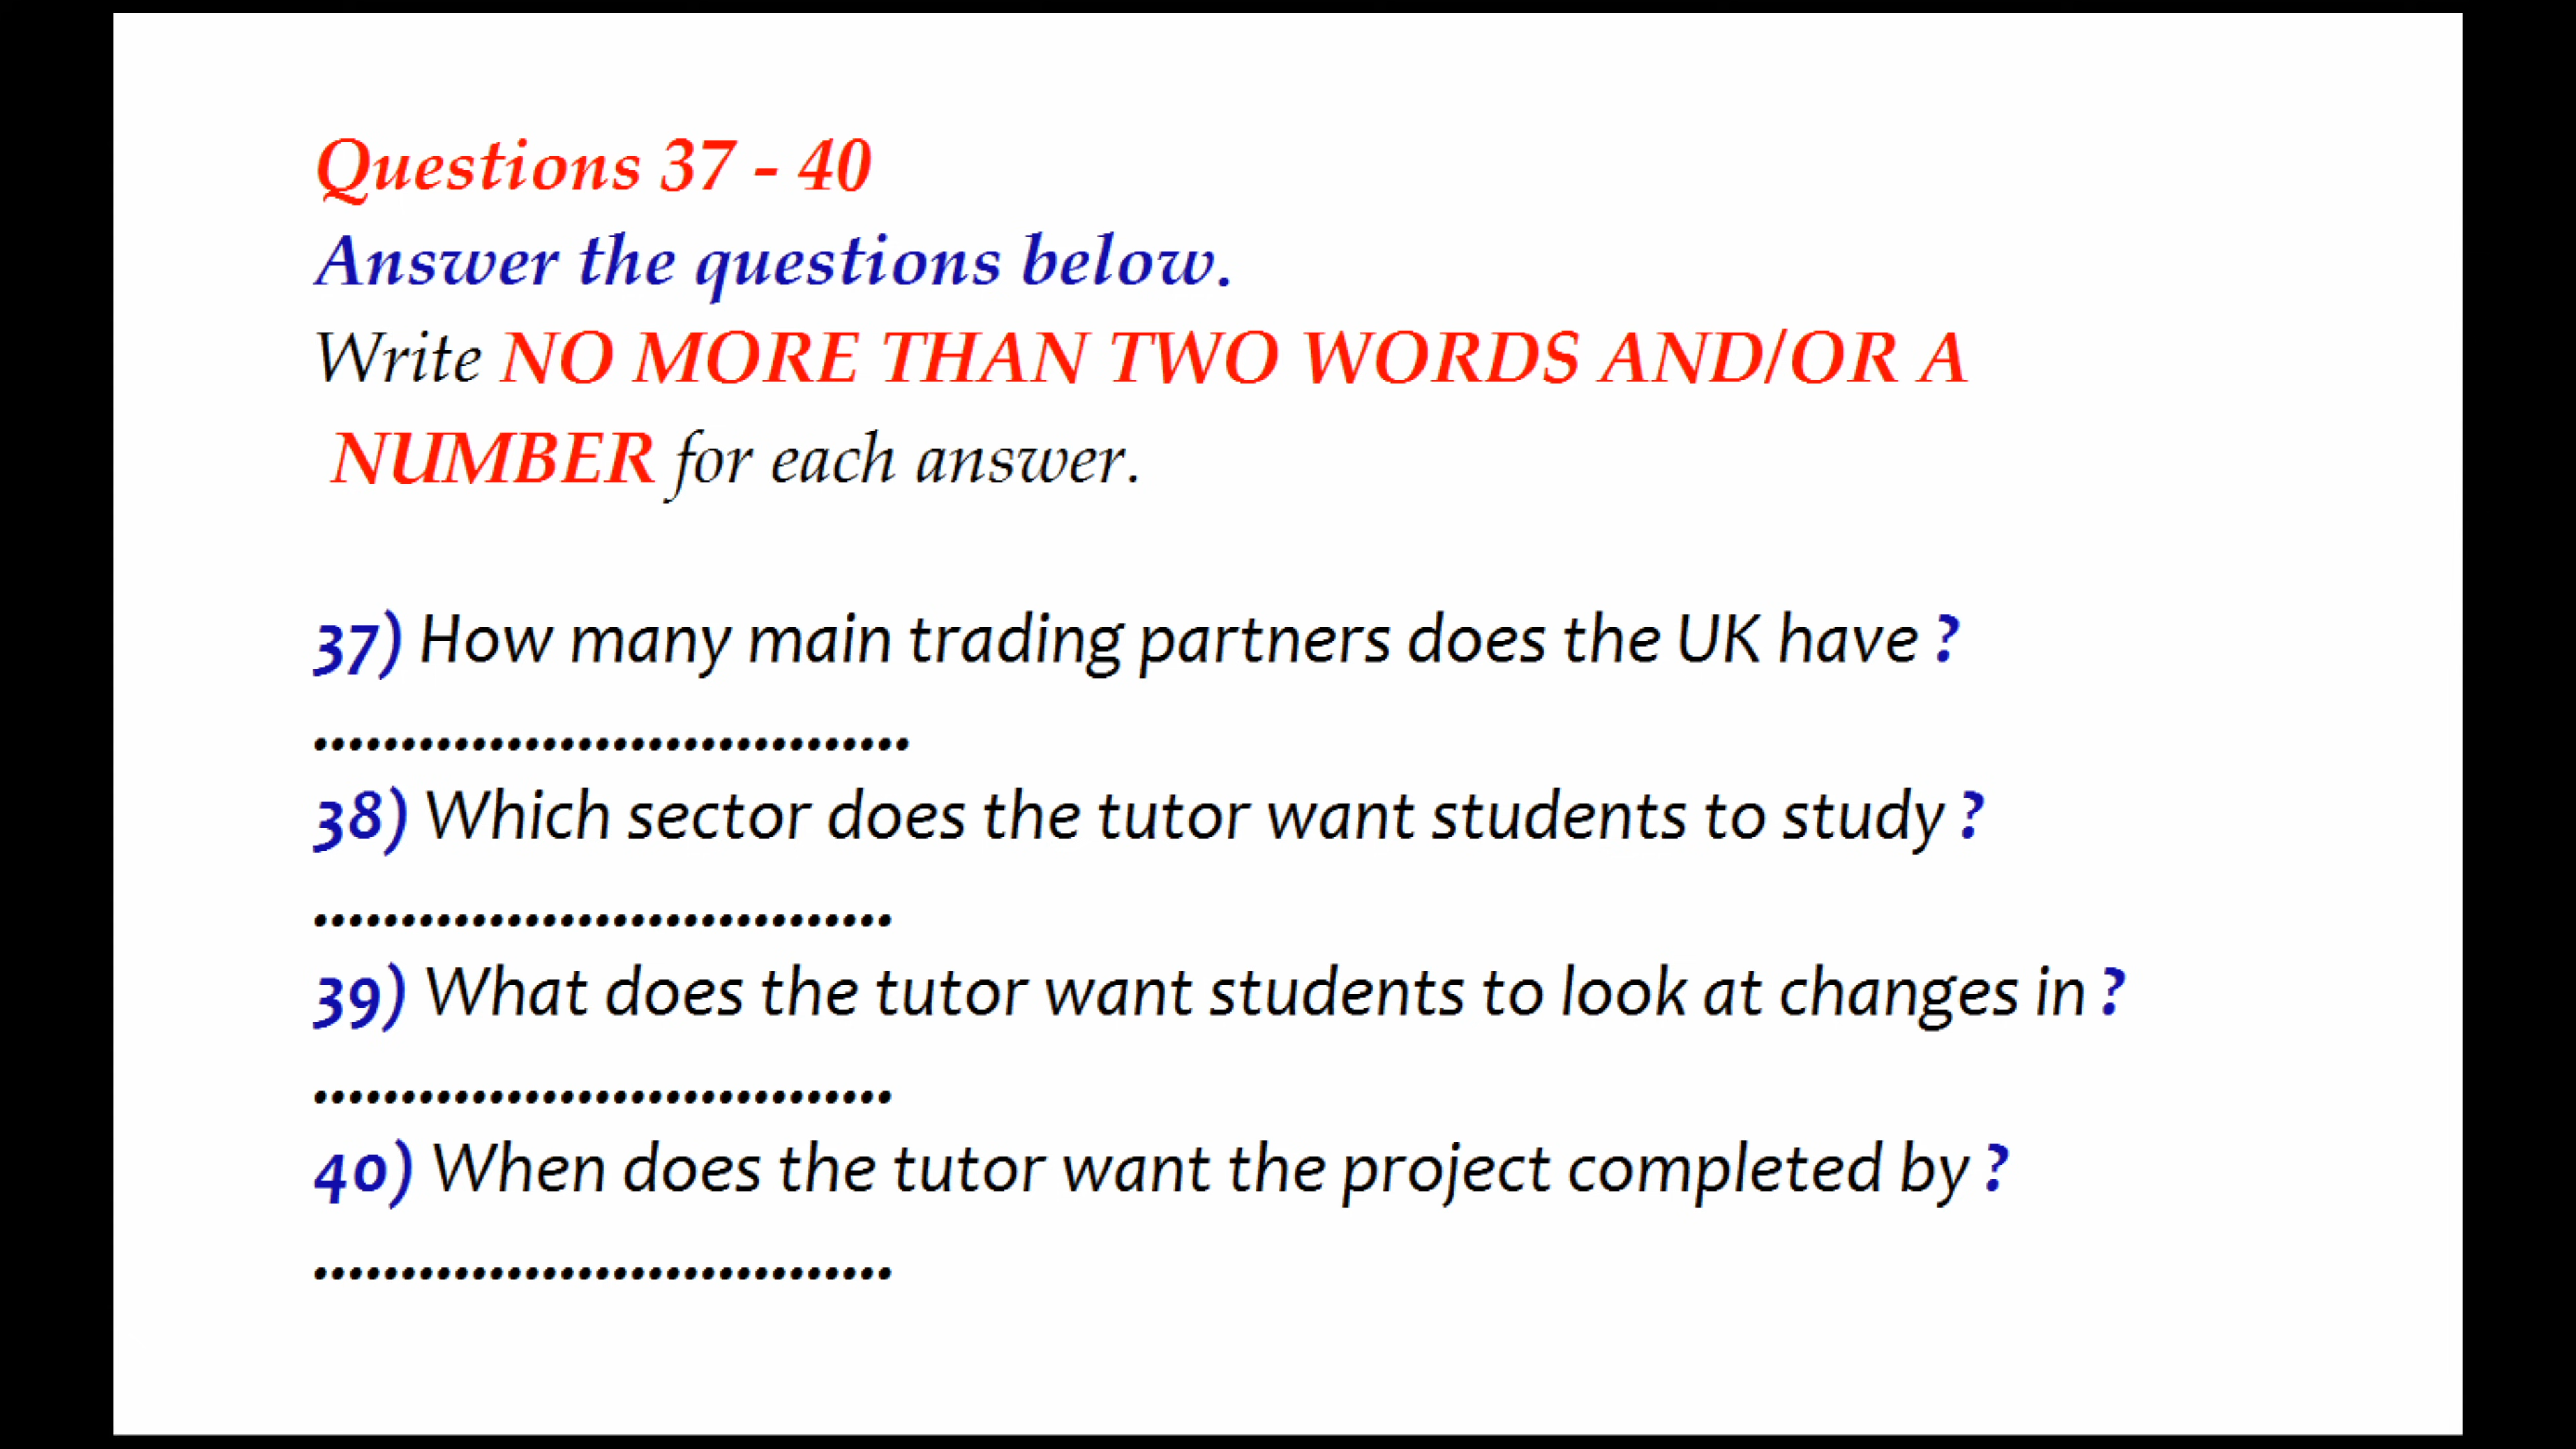 Questions 37 - 40
Answer the questions below.
Write NO MORE THAN TWO WORDS AND/OR A
NUMBER for each answer.
37) How many main trading partners does the UK have ?
..................................
38) Which sector does the tutor want students to study ?
.................................
39) What does the tutor want students to look at changes in ?
.................................
40) When does the tutor want the project completed by ?
.................................